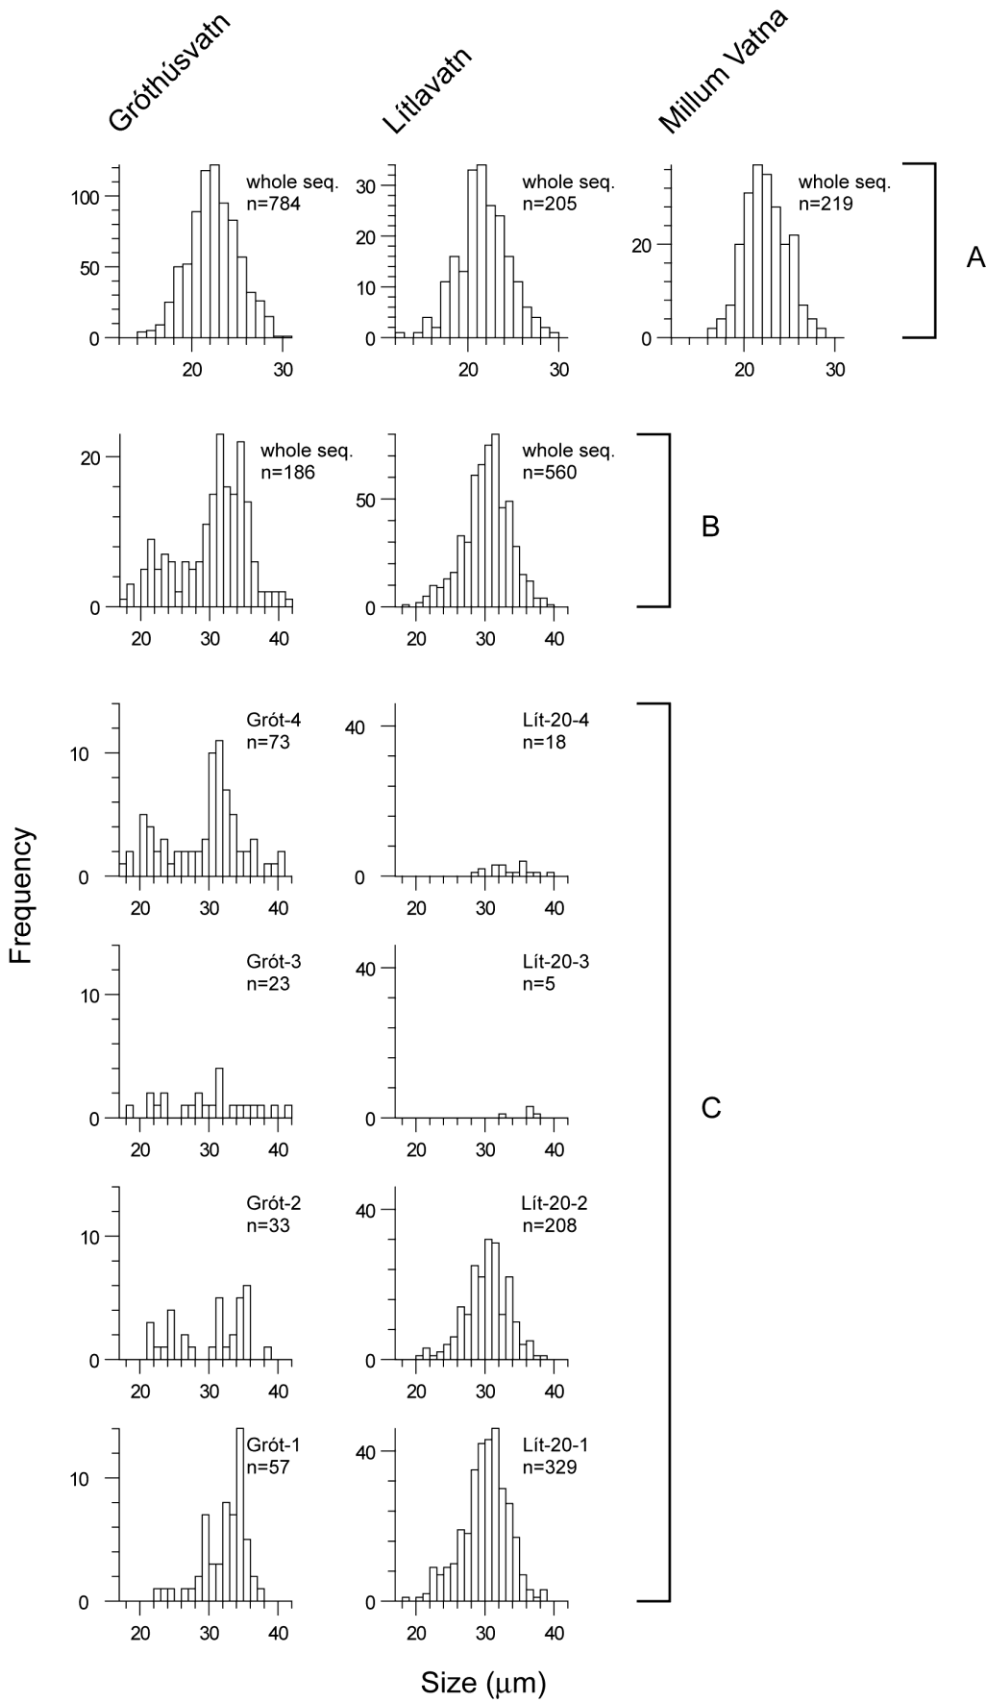 Gróthúsvatn
Lítlavatn
Millum Vatna
whole seq.
n=784
100
50
0
20 30
whole seq.
n=205
30
20
10
0
20 30
whole seq.
n=219
20
0
20 30
A
whole seq.
n=186
20
0
20 30 40
whole seq.
n=560
50
0
20 30 40
B
Grót-4
n=73
10
0
20 30 40
Lít-20-4
n=18
40
0
20 30 40
Grót-3
n=23
10
0
20 30 40
Lít-20-3
n=5
40
0
20 30 40
C
Grót-2
n=33
10
0
20 30 40
Lít-20-2
n=208
40
0
20 30 40
Grót-1
n=57
10
0
20 30 40
Lít-20-1
n=329
40
0
20 30 40
Frequency
Size (μm)